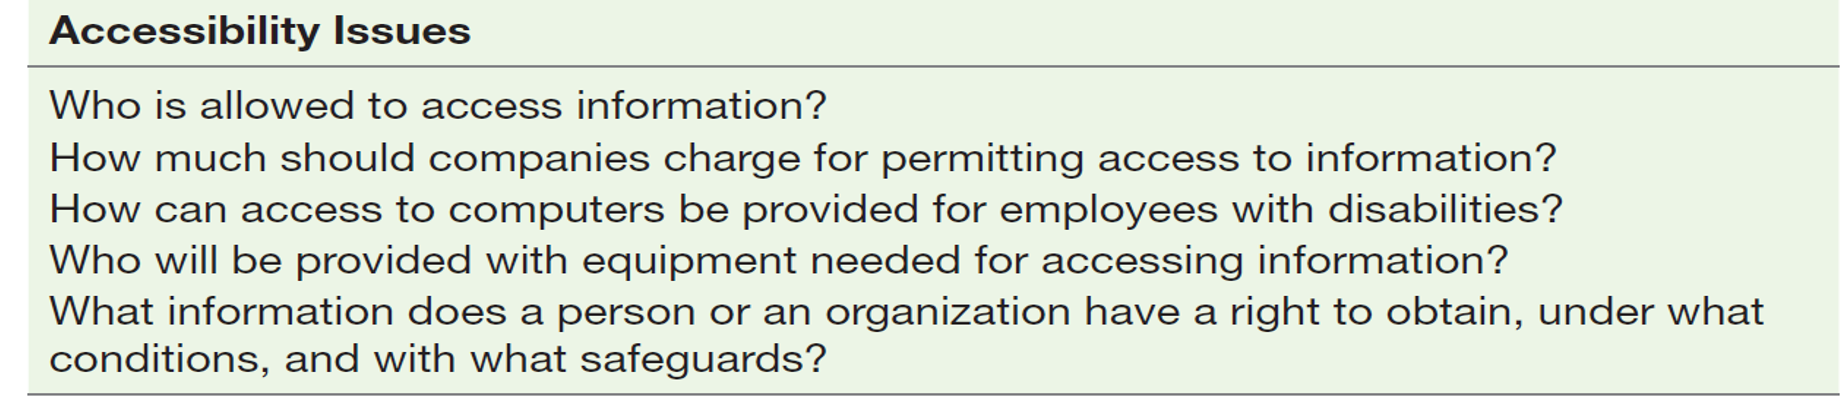 Accessibility Issues
Who is allowed to access information?
How much should companies charge for permitting access to information?
How can access to computers be provided for employees with disabilities?
Who will be provided with equipment needed for accessing information?
What information does a person or an organization have a right to obtain, under what
conditions, and with what safeguards?